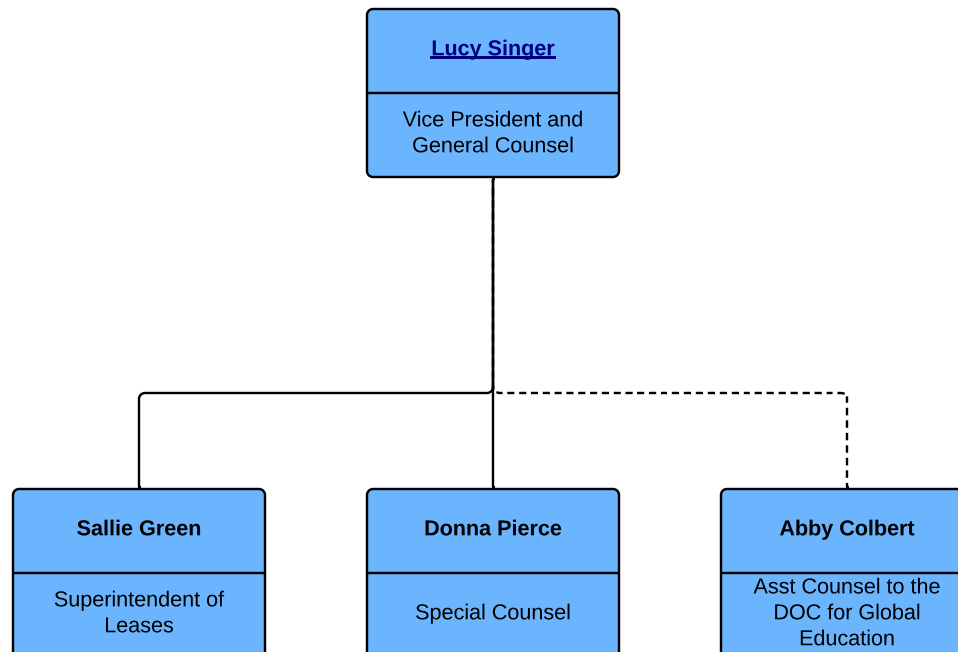 Lucy Singer
Vice President and
General Counsel
Sallie Green
Superintendent of
Leases
Donna Pierce
Special Counsel
Abby Colbert
Asst Counsel to the
DOC for Global
Education